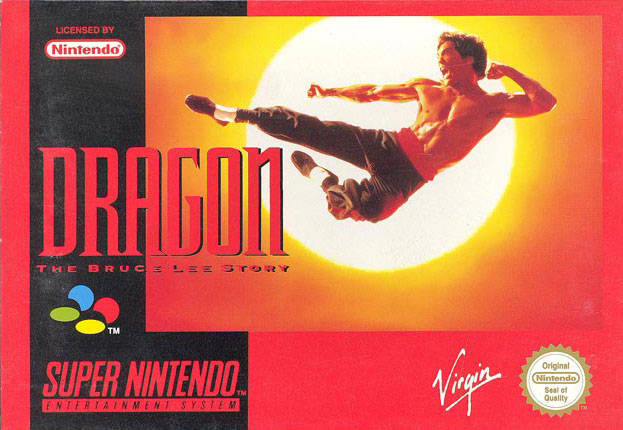 LICENSED BY
Nintendo
DRAGON
THE BRUCE LEE STORY
TM
SUPER NINTENDO
TM
ENTERTAINMENT SYSTEM
Virgin
Original
Nintendo
Seal of
Quality
TM